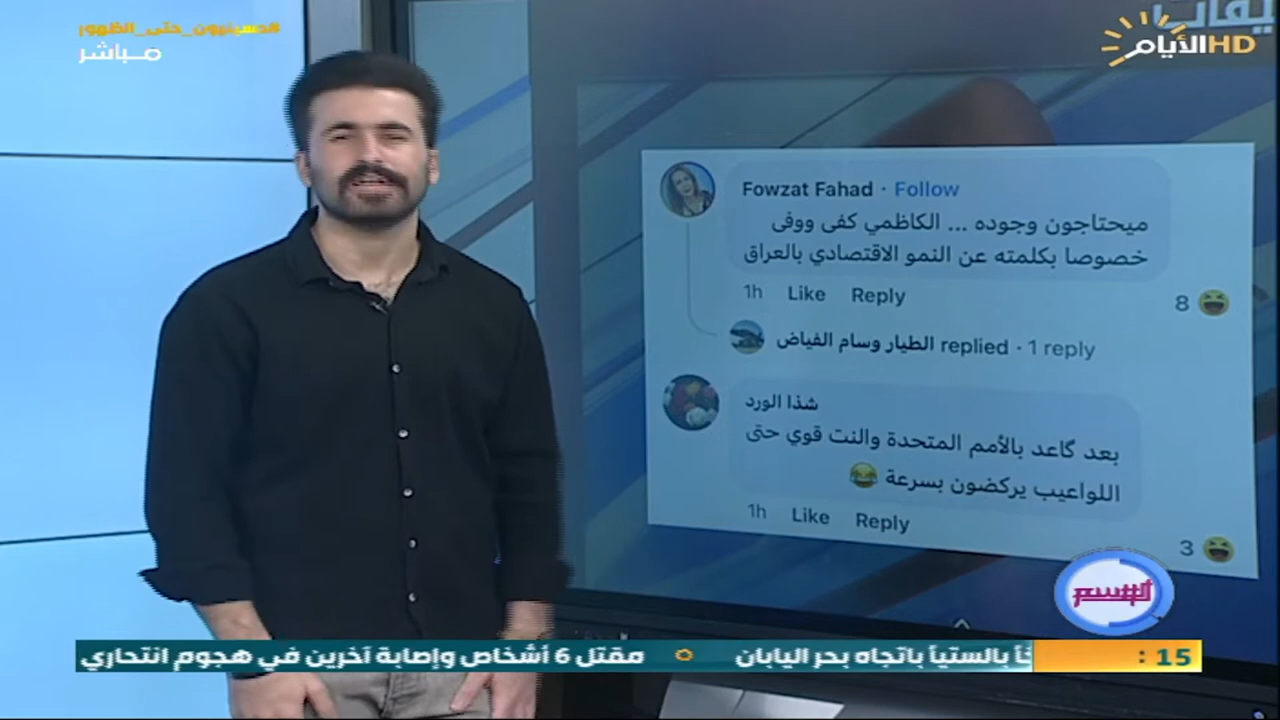 #حسينيون_حتى_الظهور
مباشر
الأيام HD
Fowzat Fahad · Follow
ميحتاجون وجوده ... الكاظمي كفى ووفى
خصوصا بكلمته عن النمو الاقتصادي بالعراق
1h Like Reply
8
الطيار وسام الفياض replied · 1 reply
شذا الورد
بعد گاعد بالأمم المتحدة والنت قوي حتى
اللواعيب يركضون بسرعة 😂
1h Like Reply
3
بالستياً باتجاه بحر اليابان
مقتل 6 أشخاص وإصابة آخرين في هجوم انتحاري
: 15